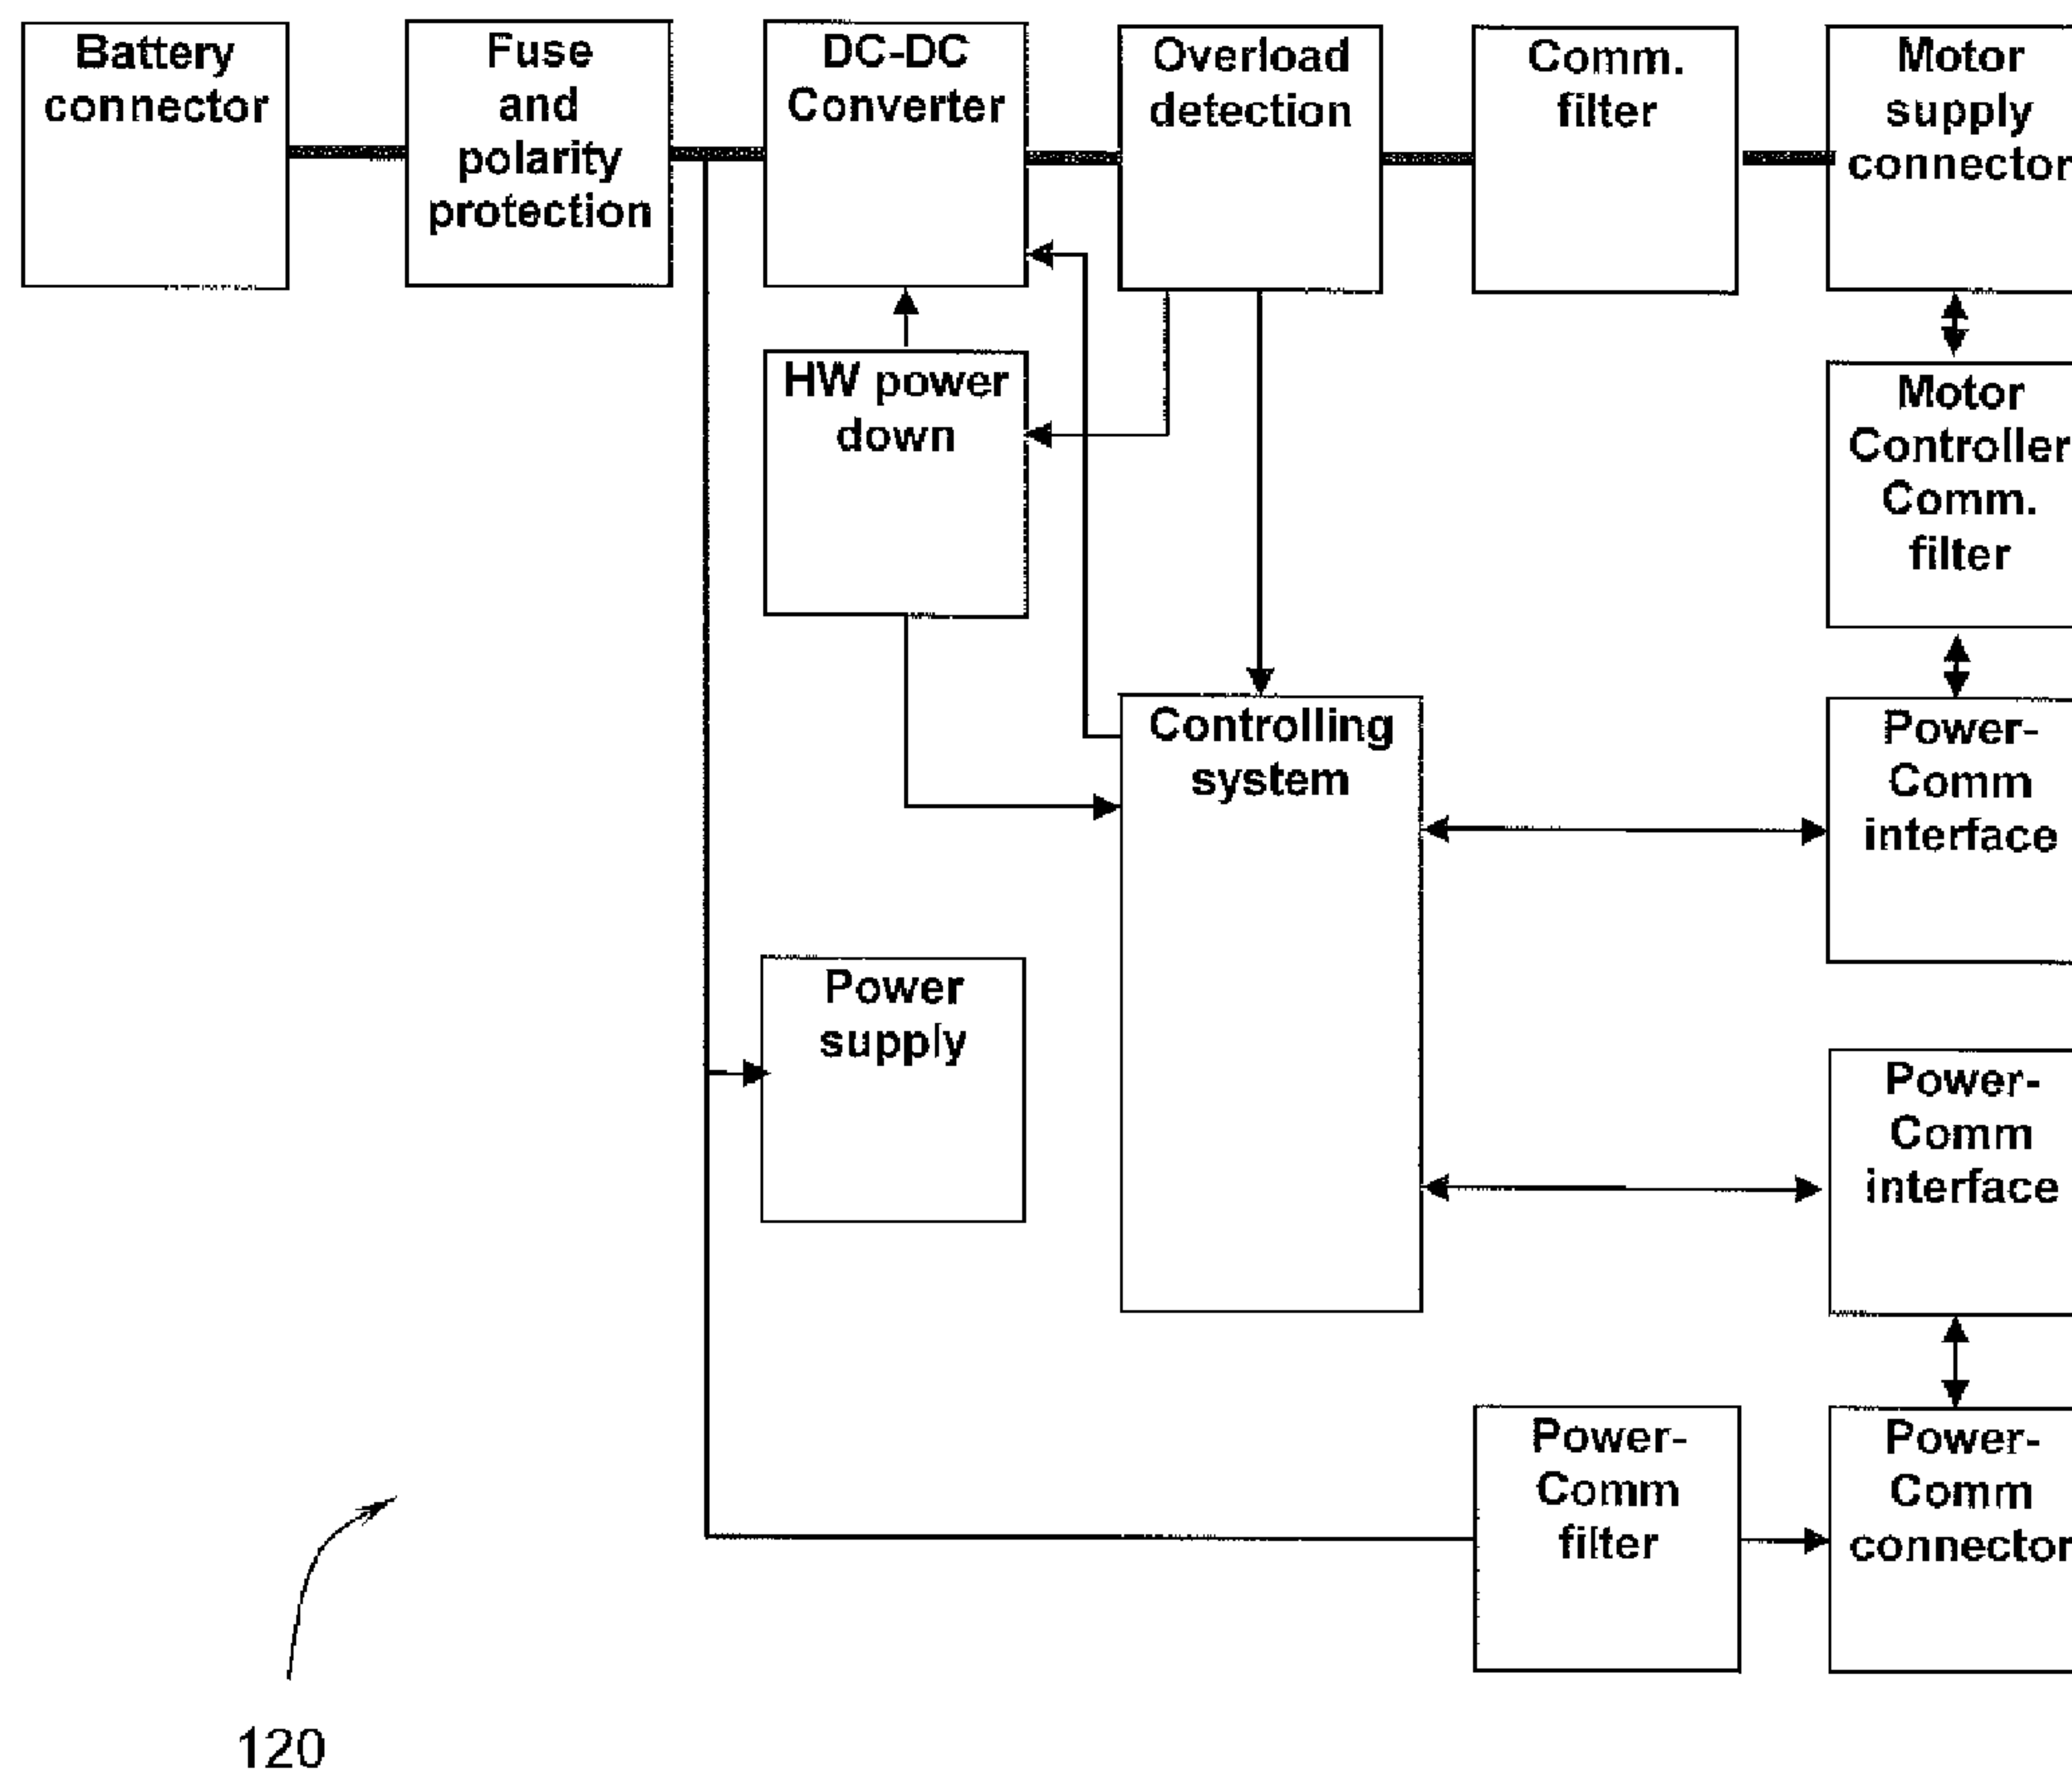 Battery
connector
Fuse
and
polarity
protection
DC-DC
Converter
Overload
detection
Comm.
filter
Motor
supply
connector
HW power
down
Motor
Controller
Comm.
filter
Controlling
system
Power-
Comm
interface
Power
supply
Power-
Comm
interface
Power-
Comm
filter
Power-
Comm
connector
120